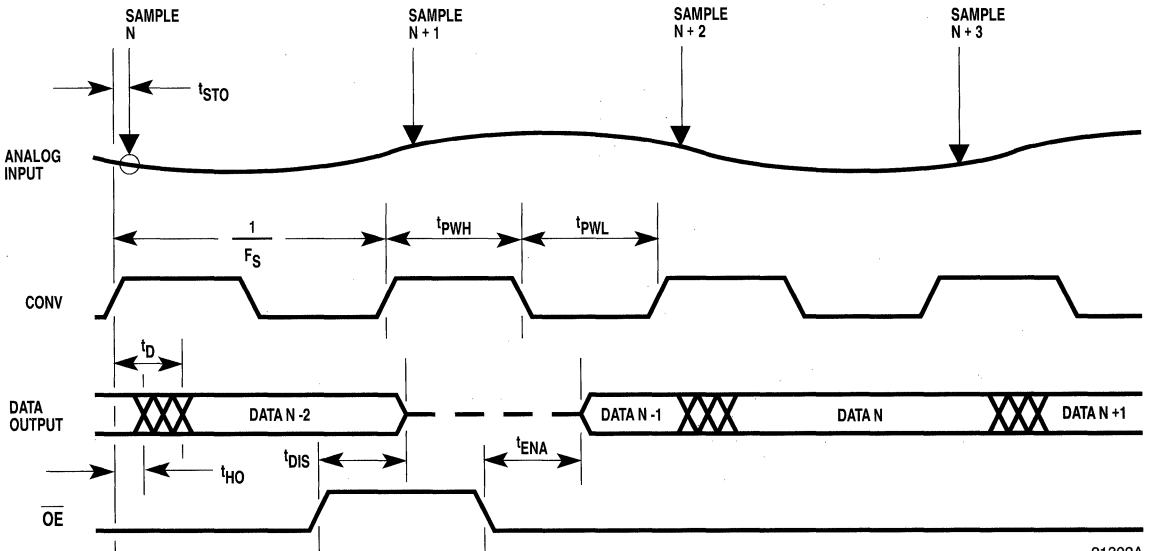 SAMPLE
N
SAMPLE
N + 1
SAMPLE
N + 2
SAMPLE
N + 3
tSTO
ANALOG
INPUT
1
FS
tPWH
tPWL
CONV
tD
DATA
OUTPUT
DATA N -2
DATA N -1
DATA N
DATA N +1
tDIS
tENA
tHO
OE